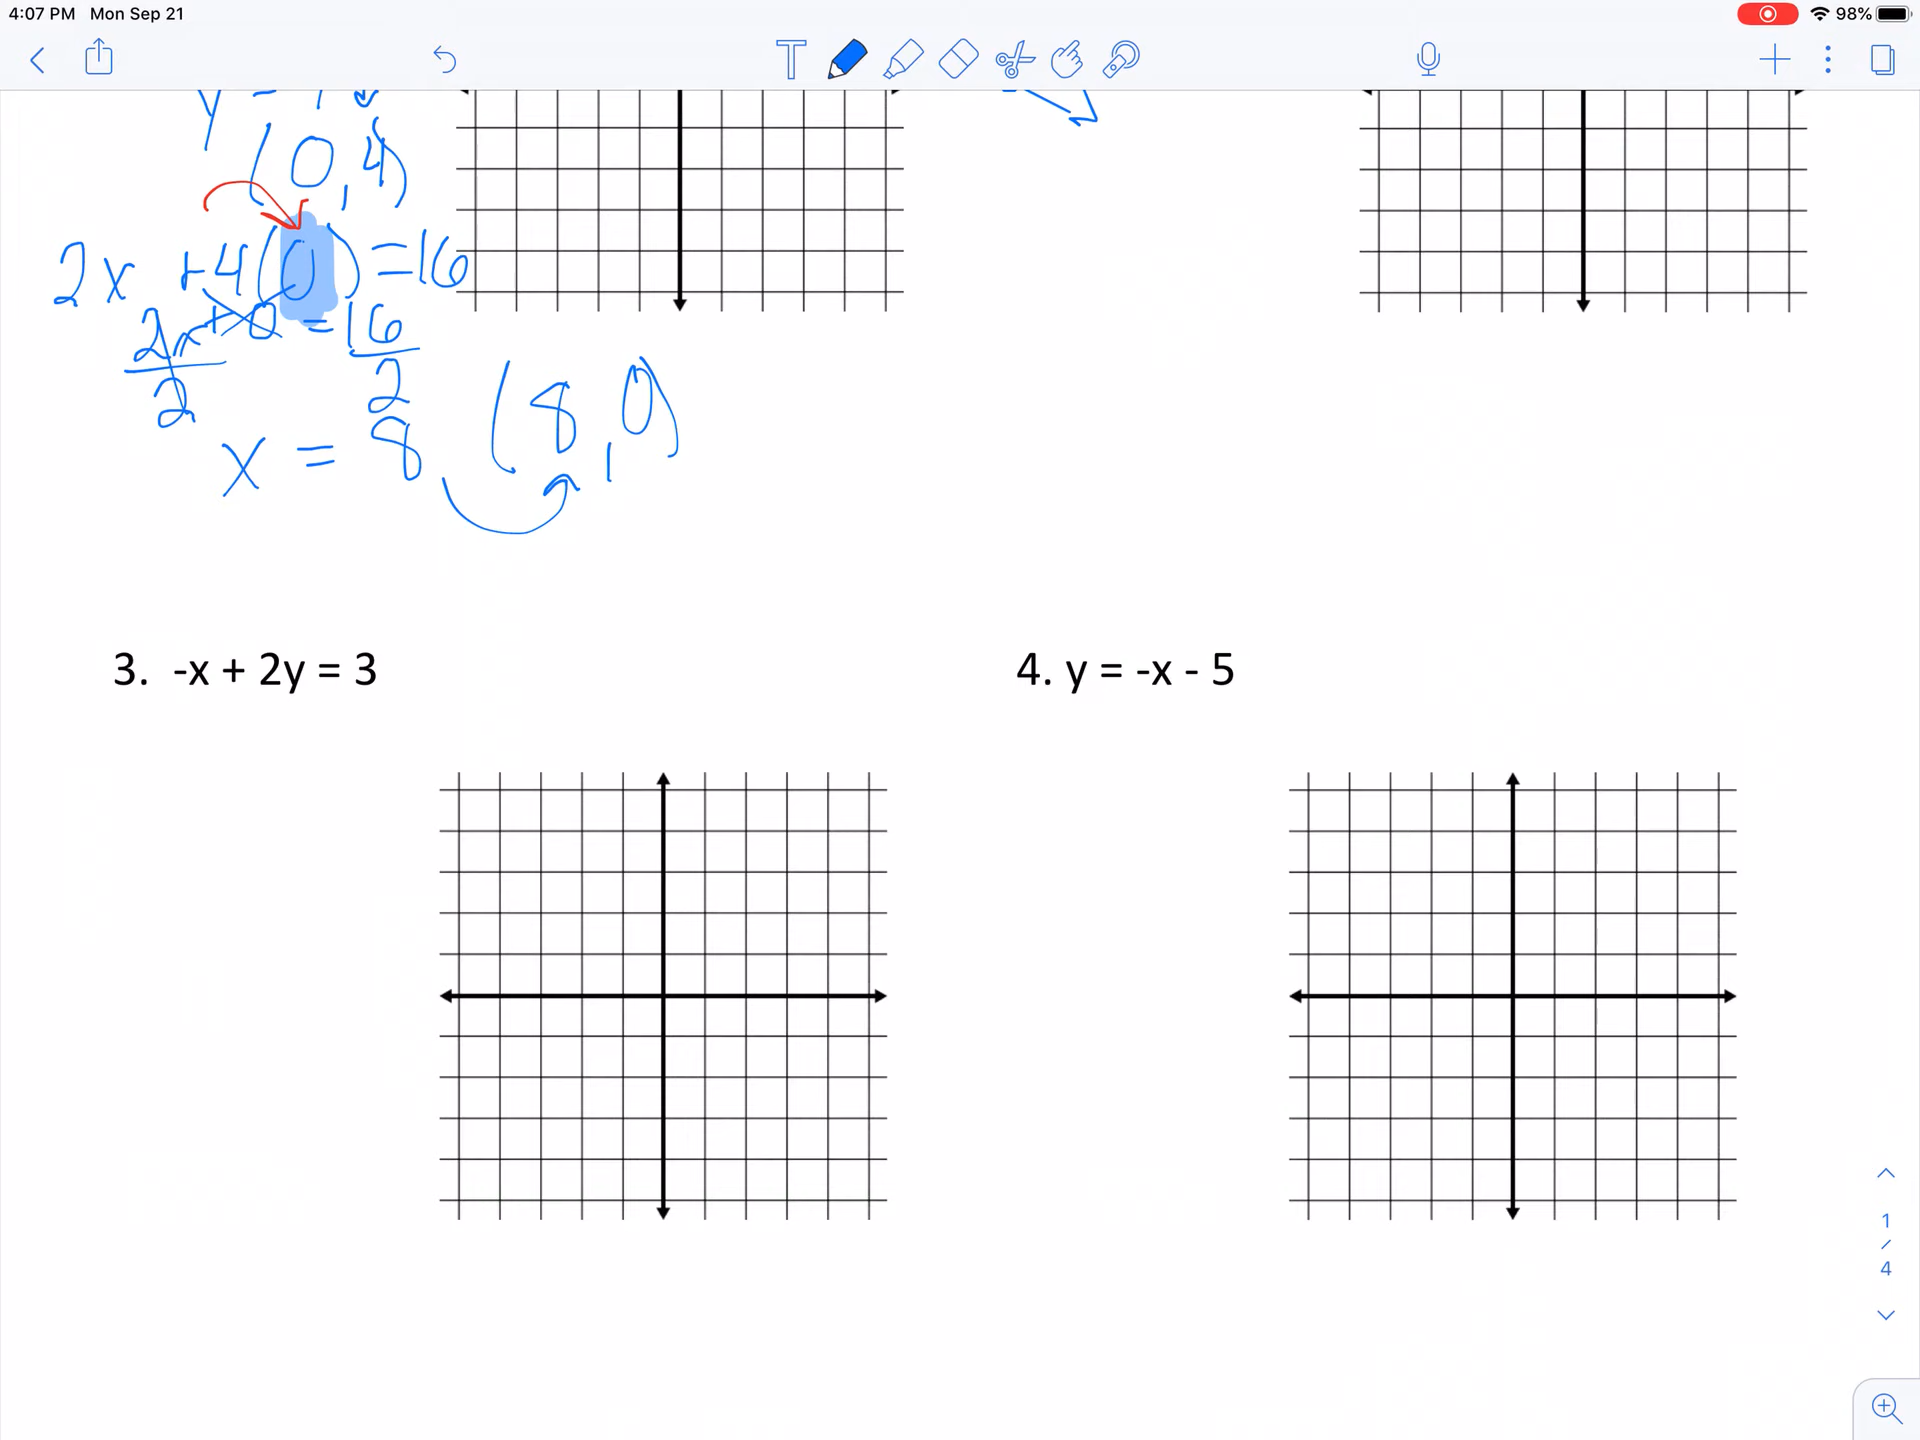 4:07 PM Mon Sep 21
98%
(0,4)
2x +4(0)=16
2x+0=16
2 2
x = 8 (8,0)
3. -x + 2y = 3
4. y = -x - 5
1
/
4